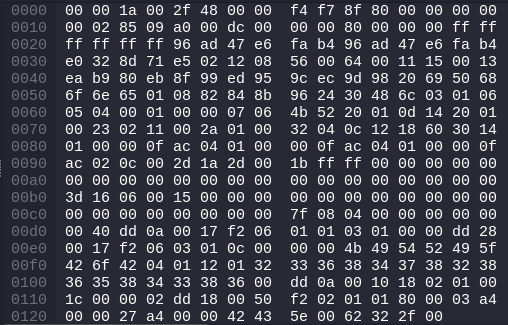 0000 00 00 1a 00 2f 48 00 00 f4 f7 8f 80 00 00 00 00
0010 00 02 85 09 a0 00 dc 00 00 00 80 00 00 00 ff ff
0020 ff ff ff ff 96 ad 47 e6 fa b4 96 ad 47 e6 fa b4
0030 e0 32 8d 71 e5 02 12 08 56 00 64 00 11 15 00 13
0040 ea b9 80 eb 8f 99 ed 95 9c ec 9d 98 20 69 50 68
0050 6f 6e 65 01 08 82 84 8b 96 24 30 48 6c 03 01 06
0060 05 04 00 01 00 00 07 06 4b 52 20 01 0d 14 20 01
0070 00 23 02 11 00 2a 01 00 32 04 0c 12 18 60 30 14
0080 01 00 00 0f ac 04 01 00 00 0f ac 04 01 00 00 0f
0090 ac 02 0c 00 2d 1a 2d 00 1b ff ff 00 00 00 00 00
00a0 00 00 00 00 00 00 00 00 00 00 00 00 00 00 00 00
00b0 3d 16 06 00 15 00 00 00 00 00 00 00 00 00 00 00
00c0 00 00 00 00 00 00 00 00 7f 08 04 00 00 00 00 00
00d0 00 40 dd 0a 00 17 f2 06 01 01 03 01 00 00 dd 28
00e0 00 17 f2 06 03 01 0c 00 00 00 4b 49 54 52 49 5f
00f0 42 6f 42 04 01 12 01 32 33 36 38 34 37 38 32 38
0100 36 35 38 34 33 38 36 00 dd 0a 00 10 18 02 01 00
0110 1c 00 00 02 dd 18 00 50 f2 02 01 01 80 00 03 a4
0120 00 00 27 a4 00 00 42 43 5e 00 62 32 2f 00